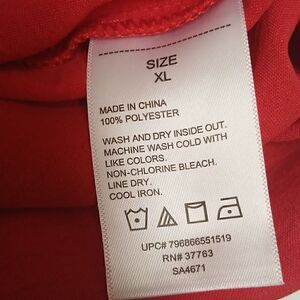 SIZE
XL
MADE IN CHINA
100% POLYESTER
WASH AND DRY INSIDE OUT.
MACHINE WASH COLD WITH
LIKE COLORS.
NON-CHLORINE BLEACH.
LINE DRY.
COOL IRON.
UPC# 796866551519
RN# 37763
SA4671